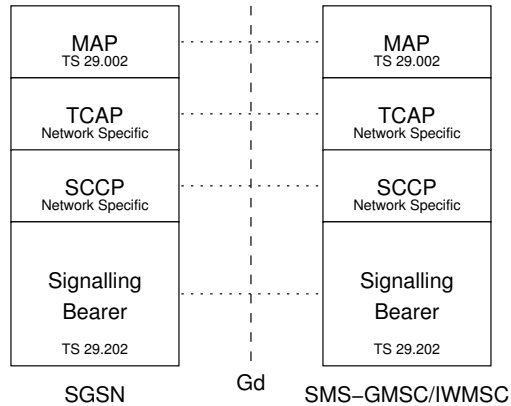 MAP
TS 29.002
TCAP
Network Specific
SCCP
Network Specific
Signalling
Bearer
TS 29.202
SGSN
Gd
MAP
TS 29.002
TCAP
Network Specific
SCCP
Network Specific
Signalling
Bearer
TS 29.202
SMS−GMSC/IWMSC